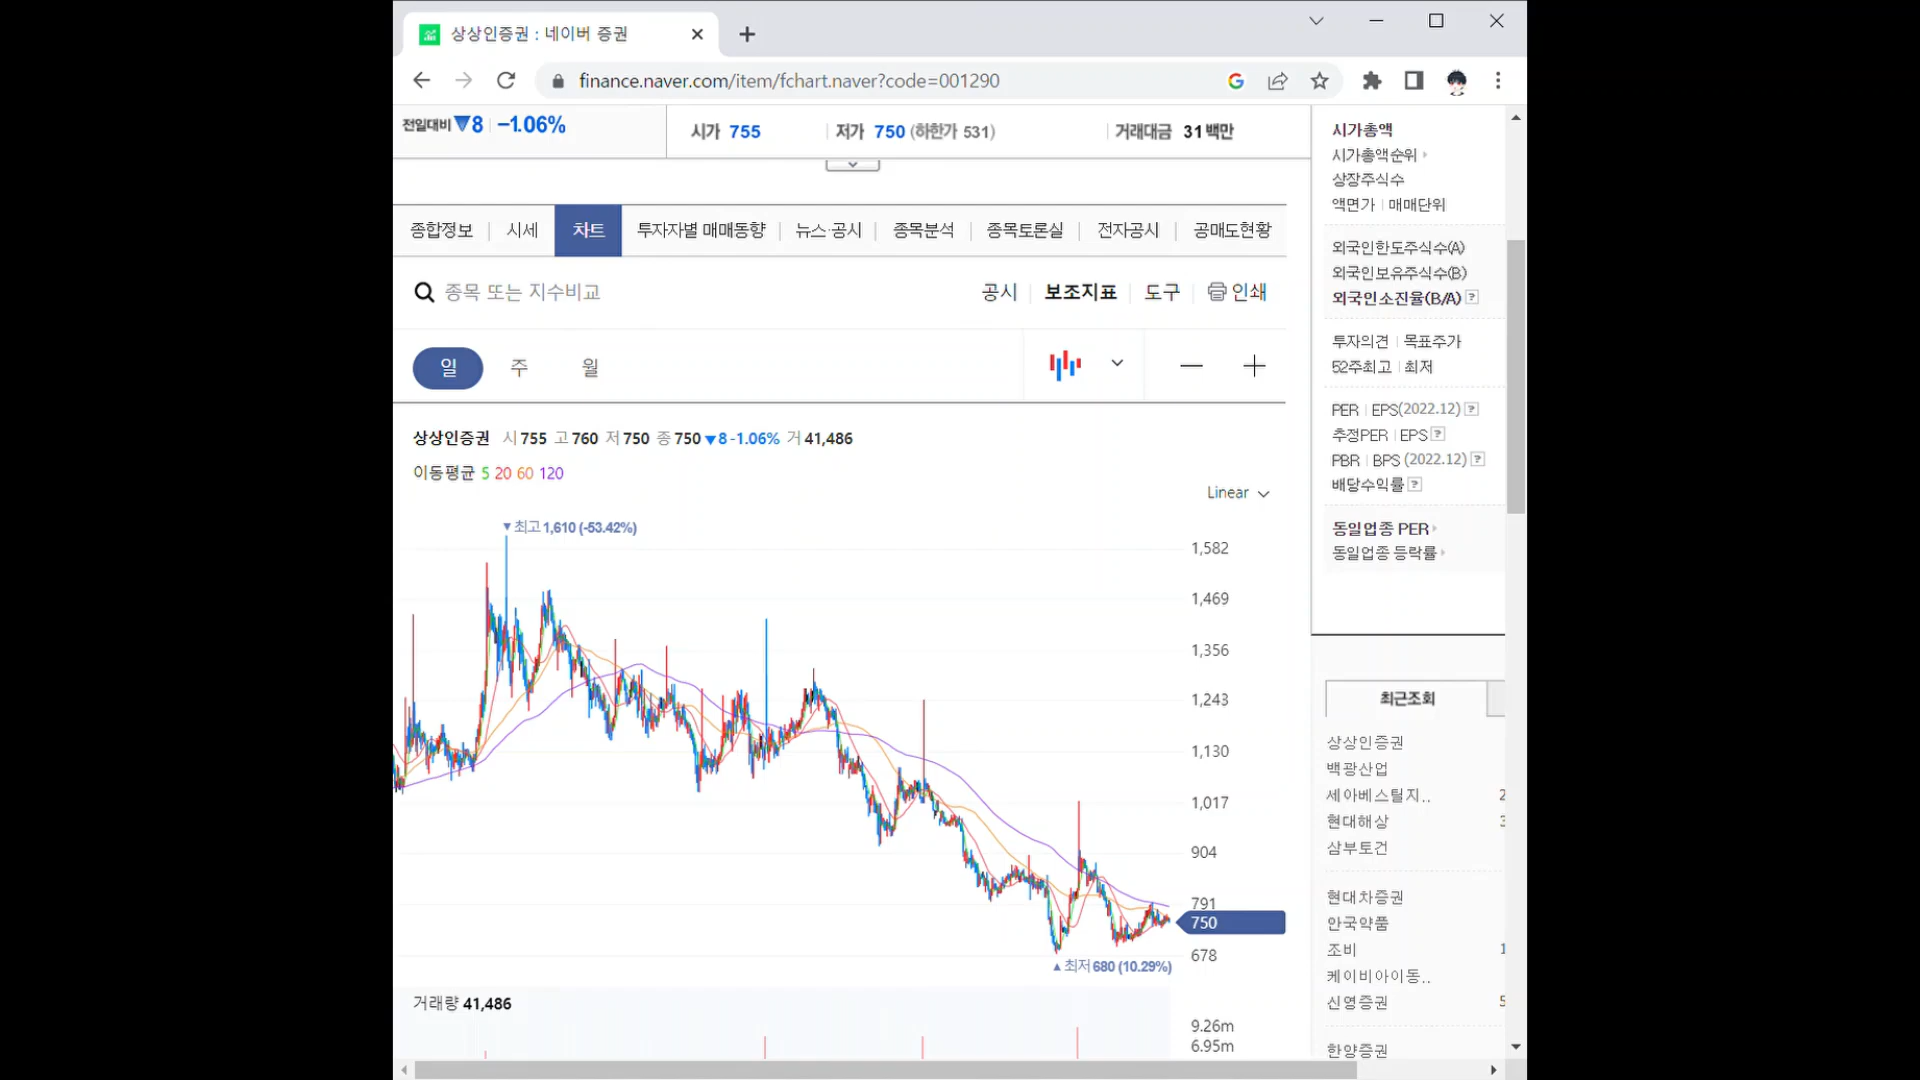 상상인증권 : 네이버 증권
finance.naver.com/item/fchart.naver?code=001290
전일대비 ▼8 −1.06%
시가 755 저가 750 (하한가 531) 거래대금 31 백만
종합정보 시세 차트 투자자별 매매동향 뉴스·공시 종목분석 종목토론실 전자공시 공매도현황
종목 또는 지수비교
공시 보조지표 도구 인쇄
일 주 월
상상인증권 시 755 고 760 저 750 종 750 ▼8 -1.06% 거 41,486
이동평균 5 20 60 120
Linear
▼최고 1,610 (-53.42%)
1,582
1,469
1,356
1,243
1,130
1,017
904
791
750
678
▲최저 680 (10.29%)
거래량 41,486
9.26m
6.95m
시가총액
시가총액순위
상장주식수
액면가 매매단위
외국인한도주식수(A)
외국인보유주식수(B)
외국인소진율(B/A) ?
투자의견 목표주가
52주최고 최저
PER EPS(2022.12) ?
추정PER EPS ?
PBR BPS (2022.12) ?
배당수익률 ?
동일업종 PER
동일업종 등락률
최근조회
상상인증권
백광산업
세아베스틸지.. 2
현대해상 3
삼부토건
현대차증권
안국약품
조비 1
케이비아이동..
신영증권 5
한양증권